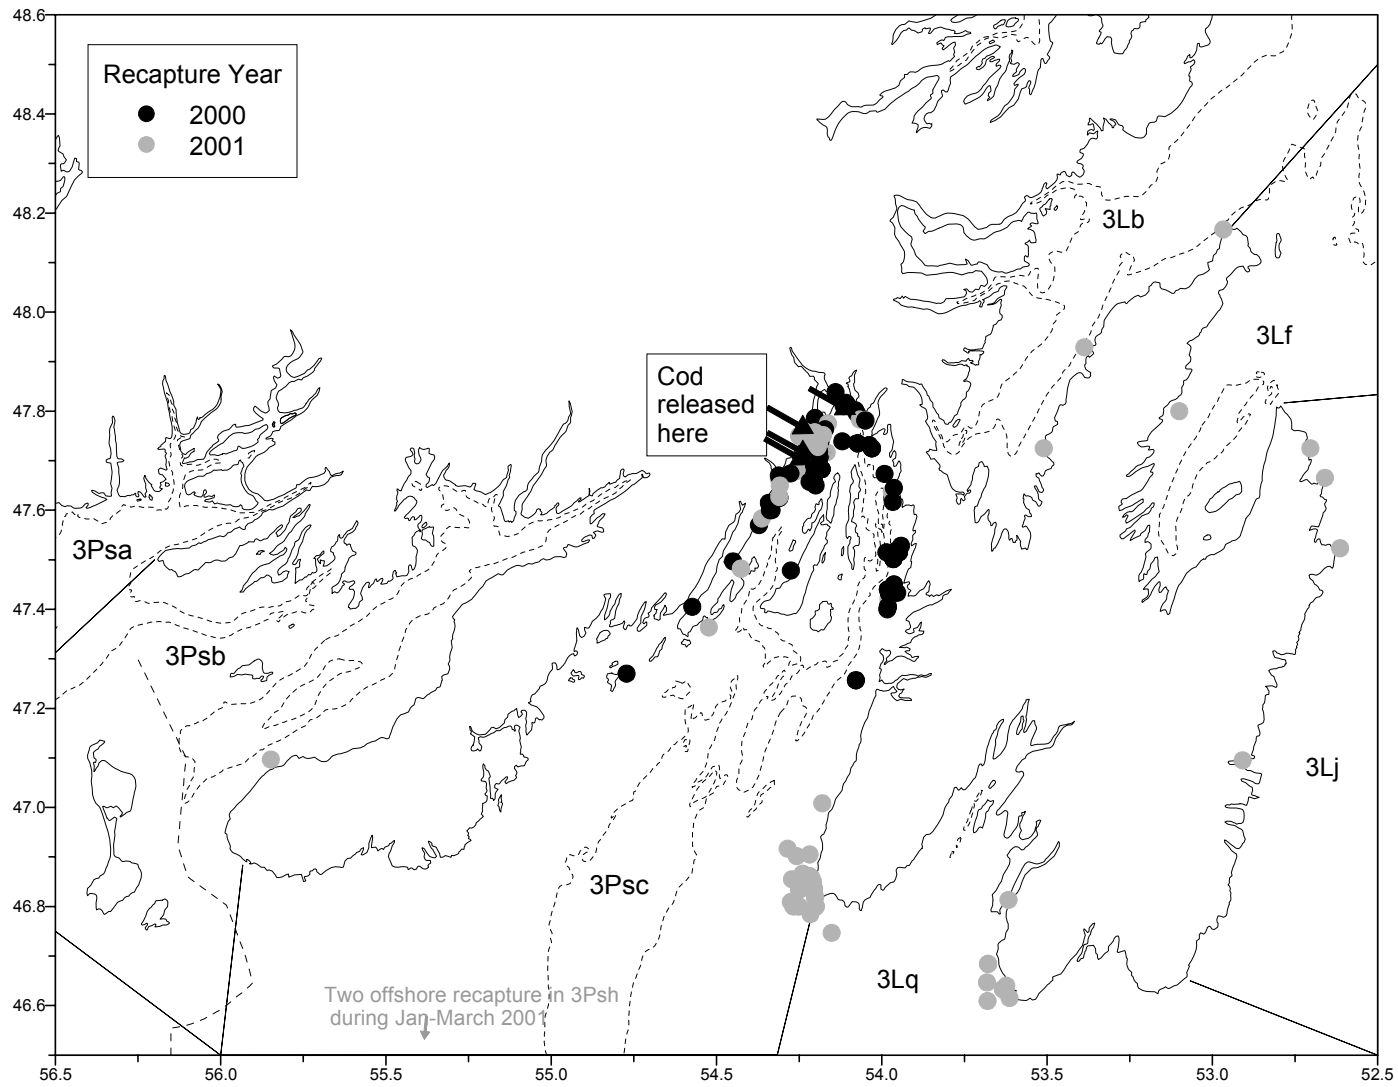 48.6
48.4
48.2
48.0
47.8
47.6
47.4
47.2
47.0
46.8
46.6
Recapture Year
2000
2001
3Lb
3Lf
Cod
released
here
3Psa
3Psb
3Lj
3Psc
3Lq
Two offshore recapture in 3Psh
during Jan-March 2001
56.5 56.0 55.5 55.0 54.5 54.0 53.5 53.0 52.5